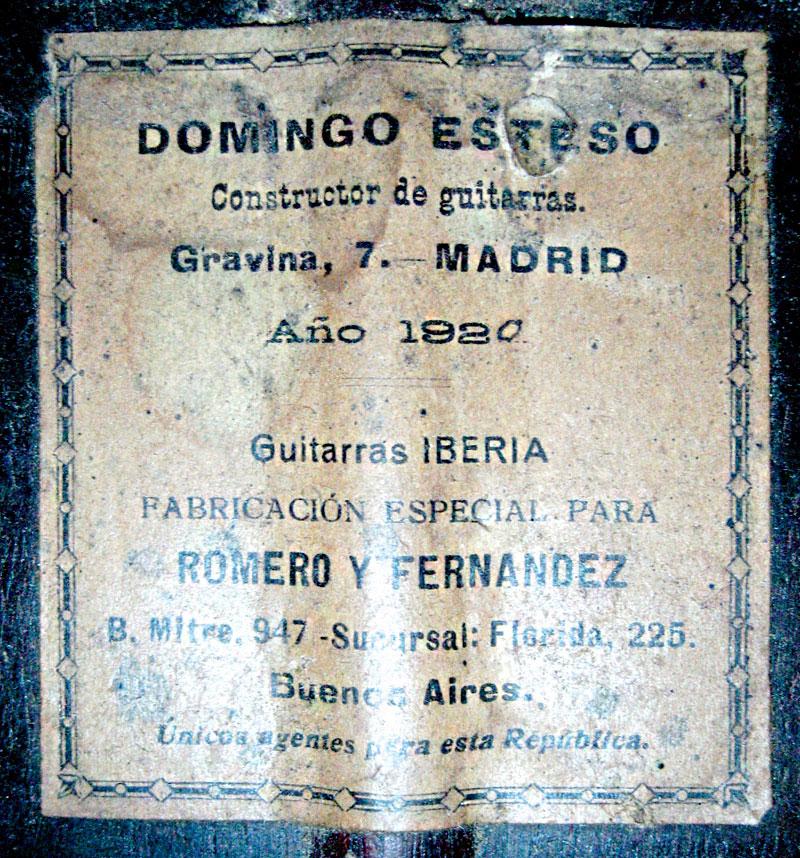 DOMINGO ESTESO
Constructor de guitarras.
Gravina, 7. — MADRID
Año 1920
Guitarras IBERIA
FABRICACIÓN ESPECIAL PARA
ROMERO Y FERNANDEZ
B. Mitre, 947 - Sucursal: Florida, 225.
Buenos Aires.
Únicos agentes para esta República.